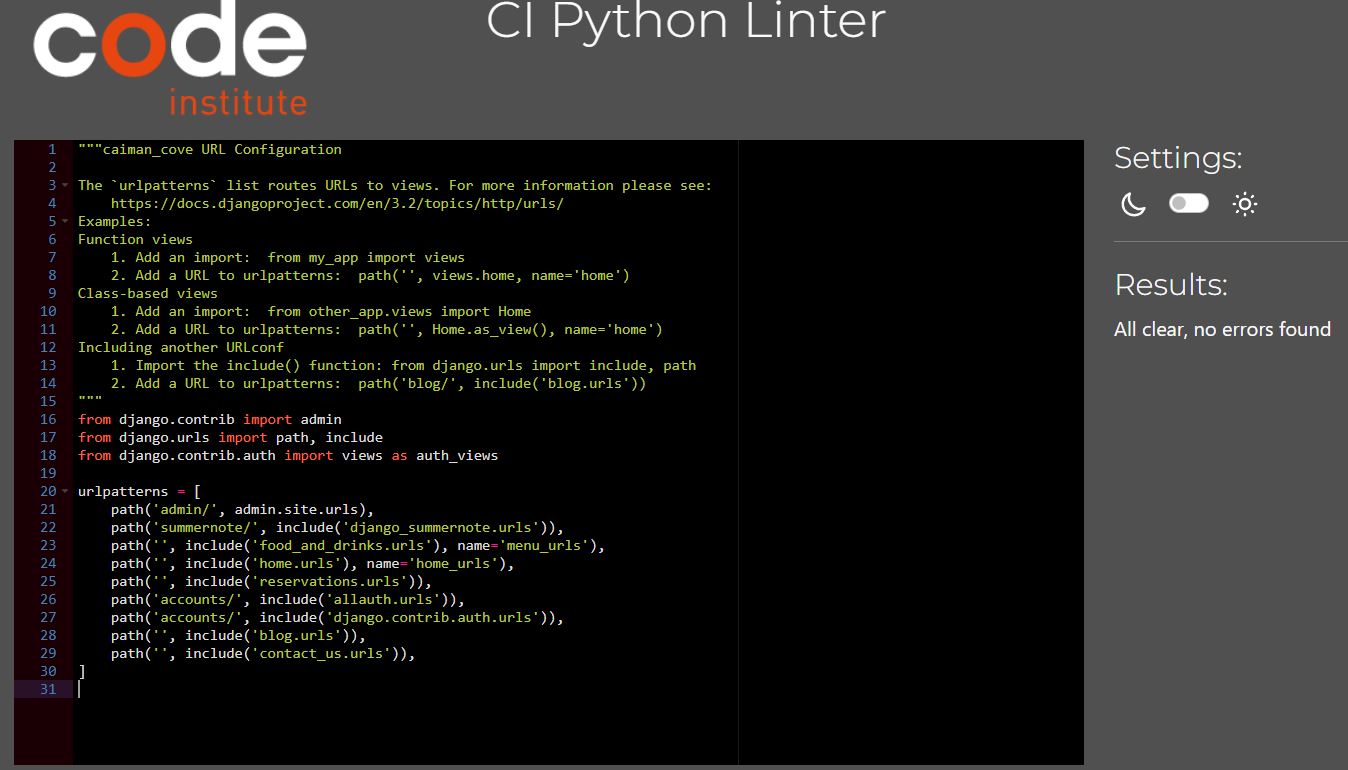 code
institute
CI Python Linter
1 """caiman_cove URL Configuration
2
3 The `urlpatterns` list routes URLs to views. For more information please see:
4     https://docs.djangoproject.com/en/3.2/topics/http/urls/
5 Examples:
6 Function views
7     1. Add an import:  from my_app import views
8     2. Add a URL to urlpatterns:  path('', views.home, name='home')
9 Class-based views
10     1. Add an import:  from other_app.views import Home
11     2. Add a URL to urlpatterns:  path('', Home.as_view(), name='home')
12 Including another URLconf
13     1. Import the include() function: from django.urls import include, path
14     2. Add a URL to urlpatterns:  path('blog/', include('blog.urls'))
15 """
16 from django.contrib import admin
17 from django.urls import path, include
18 from django.contrib.auth import views as auth_views
19
20 urlpatterns = [
21     path('admin/', admin.site.urls),
22     path('summernote/', include('django_summernote.urls')),
23     path('', include('food_and_drinks.urls'), name='menu_urls'),
24     path('', include('home.urls'), name='home_urls'),
25     path('', include('reservations.urls')),
26     path('accounts/', include('allauth.urls')),
27     path('accounts/', include('django.contrib.auth.urls')),
28     path('', include('blog.urls')),
29     path('', include('contact_us.urls')),
30 ]
31
Settings:
Results:
All clear, no errors found